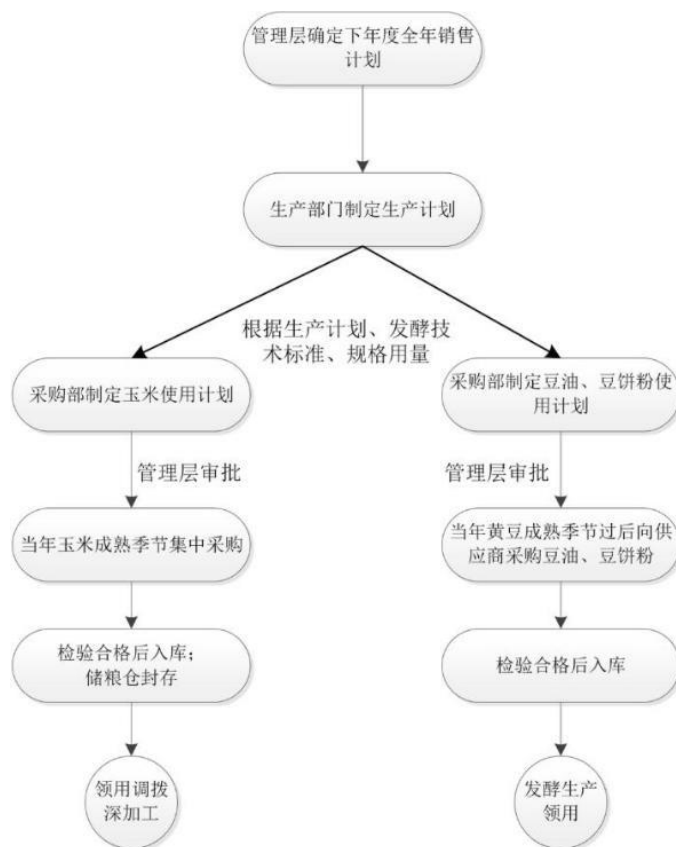 管理层确定下年度全年销售
计划
生产部门制定生产计划
根据生产计划、发酵技
术标准、规格用量
采购部制定玉米使用计划
采购部制定豆油、豆饼粉使
用计划
管理层审批
管理层审批
当年玉米成熟季节集中采购
当年黄豆成熟季节过后向供
应商采购豆油、豆饼粉
检验合格后入库；
储粮仓封存
检验合格后入库
领用调拨
深加工
发酵生产
领用